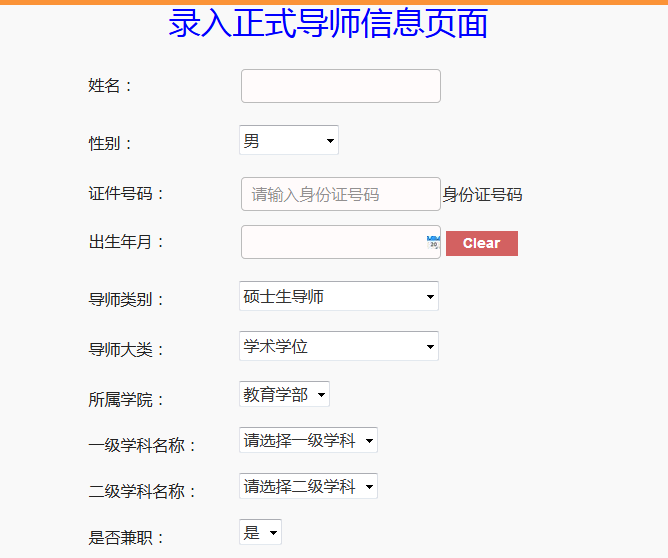 录入正式导师信息页面
姓名：
性别： 男
证件号码： 请输入身份证号码 身份证号码
出生年月： Clear
导师类别： 硕士生导师
导师大类： 学术学位
所属学院： 教育学部
一级学科名称： 请选择一级学科
二级学科名称： 请选择二级学科
是否兼职： 是